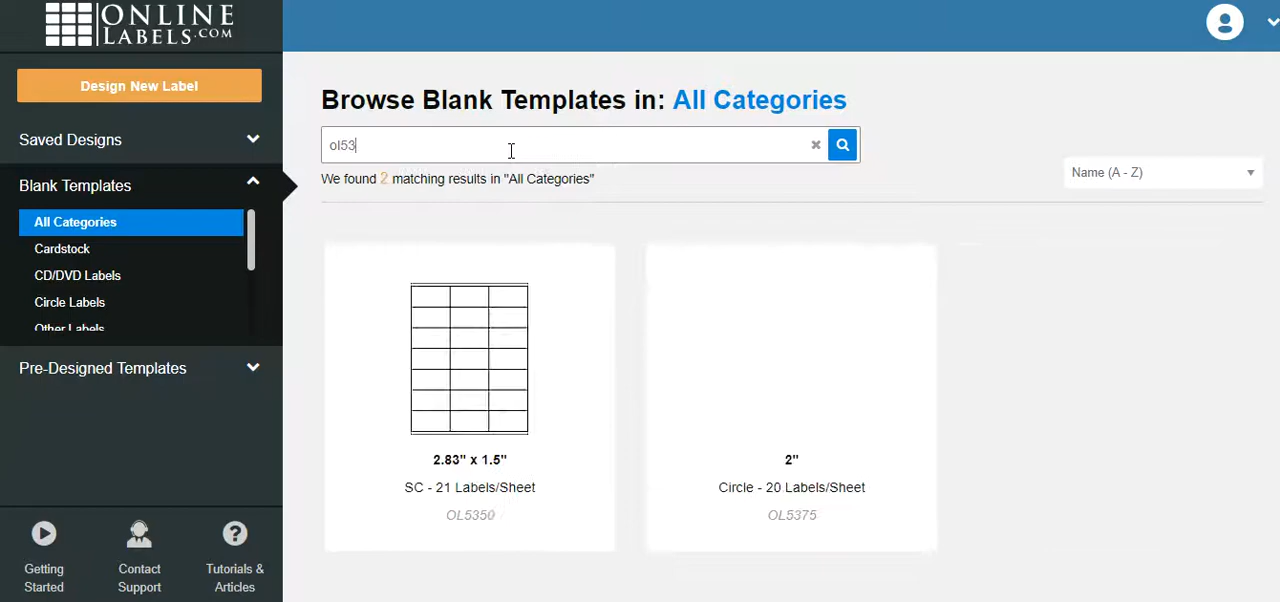 ONLINE
LABELS.COM
Design New Label
Saved Designs
Blank Templates
All Categories
Cardstock
CD/DVD Labels
Circle Labels
Other Labels
Pre-Designed Templates
Getting
Started
Contact
Support
Tutorials &
Articles
Browse Blank Templates in: All Categories
ol53
We found 2 matching results in "All Categories"
Name (A - Z)
2.83" x 1.5"
SC - 21 Labels/Sheet
OL5350
2"
Circle - 20 Labels/Sheet
OL5375